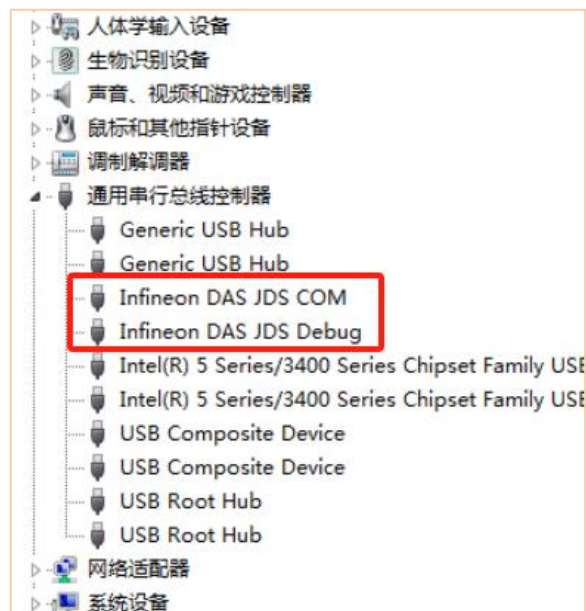 人体学输入设备
生物识别设备
声音、视频和游戏控制器
鼠标和其他指针设备
调制解调器
通用串行总线控制器
Generic USB Hub
Generic USB Hub
Infineon DAS JDS COM
Infineon DAS JDS Debug
Intel(R) 5 Series/3400 Series Chipset Family USE
Intel(R) 5 Series/3400 Series Chipset Family USE
USB Composite Device
USB Composite Device
USB Root Hub
USB Root Hub
网络适配器
系统设备